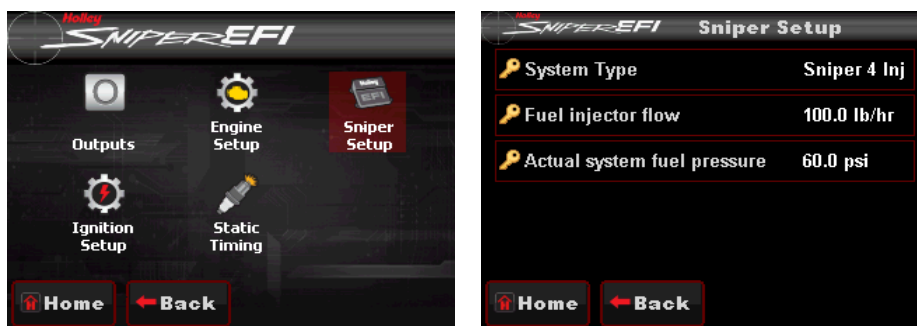 Holley
SNIPER EFI
Outputs
Engine
Setup
Holley
EFI
Sniper
Setup
Ignition
Setup
Static
Timing
Home
Back
Holley
SNIPER EFI
Sniper Setup
System Type Sniper 4 Inj
Fuel injector flow 100.0 lb/hr
Actual system fuel pressure 60.0 psi
Home
Back